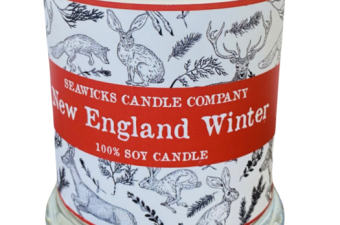 SEAWICKS CANDLE COMPANY
New England Winter
100% SOY CANDLE